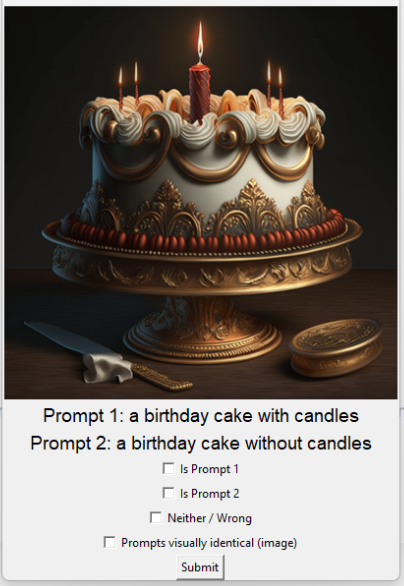 Prompt 1: a birthday cake with candles
Prompt 2: a birthday cake without candles
Is Prompt 1
Is Prompt 2
Neither / Wrong
Prompts visually identical (image)
Submit